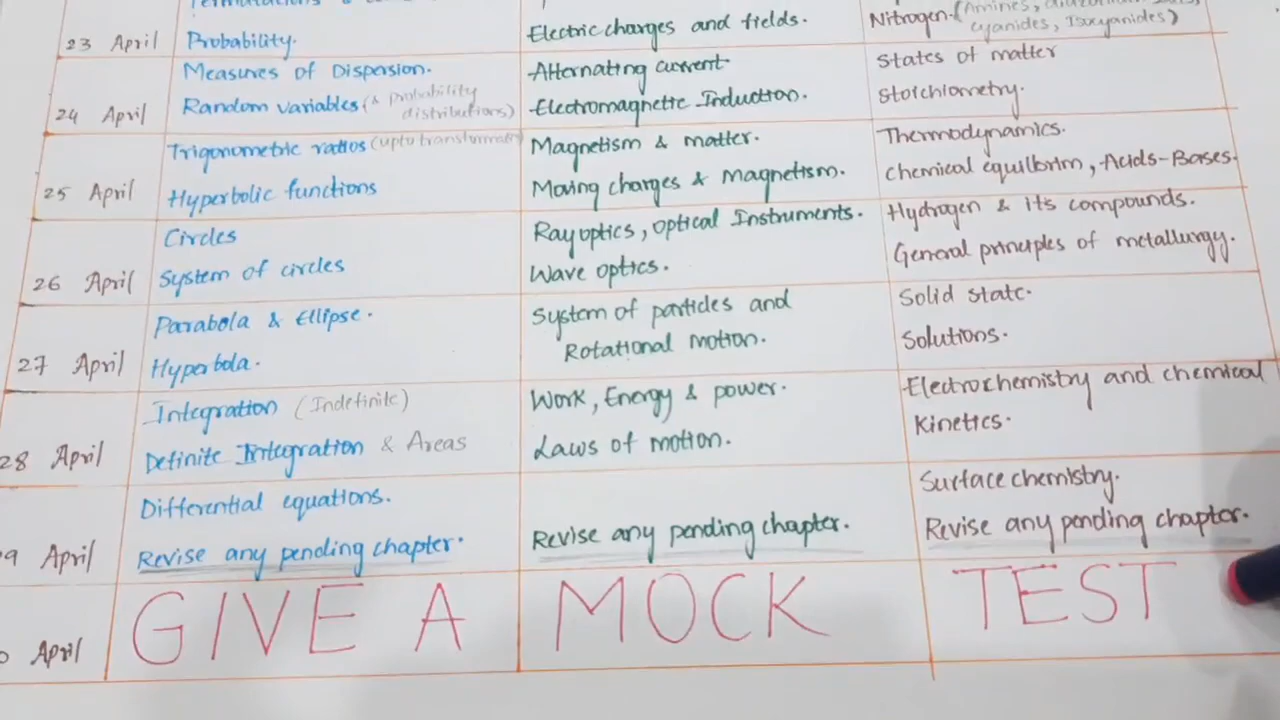 Probability.
23 April
Electric charges and fields.
Nitrogen. (Amines,
cyanides, Isocyanides)
24 April
Measures of Dispersion.
Random variables (& probability
distributions)
Alternating current
Electromagnetic Induction.
States of matter
Stoichiometry.
25 April
Trigonometric ratios (upto transformation)
Hyperbolic functions
Magnetism & matter.
Moving charges & Magnetism.
Thermodynamics.
chemical equilbrim, Acids-Bases.
26 April
Circles
System of circles
Ray optics, optical Instruments.
Wave optics.
Hydrogen & its compounds.
General principles of metallurgy.
27 April
Parabola & Ellipse.
Hyperbola.
System of particles and
Rotational motion.
Solid state.
Solutions.
28 April
Integration (Indefinite)
Definite Integration & Areas
Work, Energy & power.
Laws of motion.
Electrochemistry and chemical
Kinetics.
9 April
Differential equations.
Revise any pending chapter.
Revise any pending chapter.
Surface chemistry.
Revise any pending chapter.
0 April
GIVE A MOCK TEST